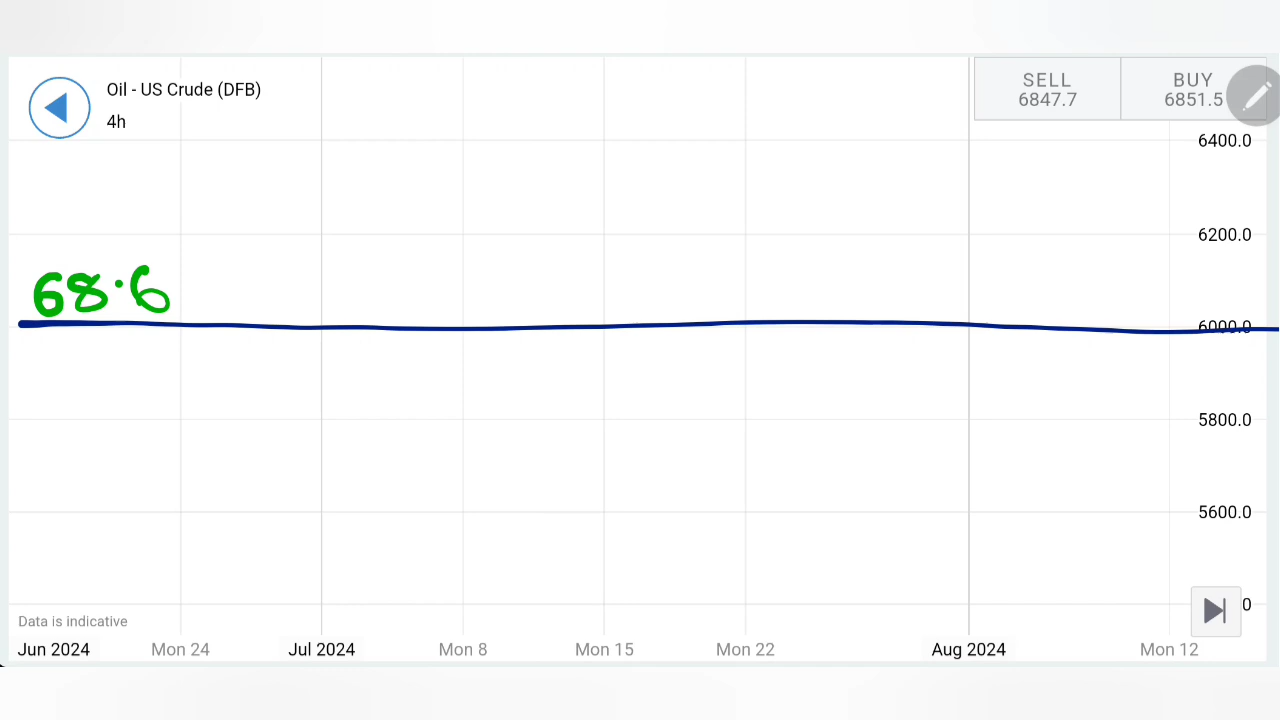 Oil - US Crude (DFB)
4h
SELL
6847.7
BUY
6851.5
6400.0
6200.0
68.6
6000.0
5800.0
5600.0
0
Data is indicative
Jun 2024 Mon 24 Jul 2024 Mon 8 Mon 15 Mon 22 Aug 2024 Mon 12